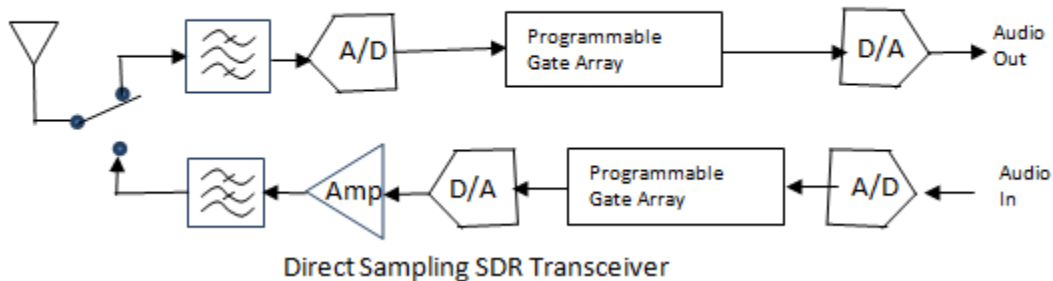 A/D
Programmable
Gate Array
D/A
Audio
Out
Amp
D/A
Programmable
Gate Array
A/D
Audio
In
Direct Sampling SDR Transceiver